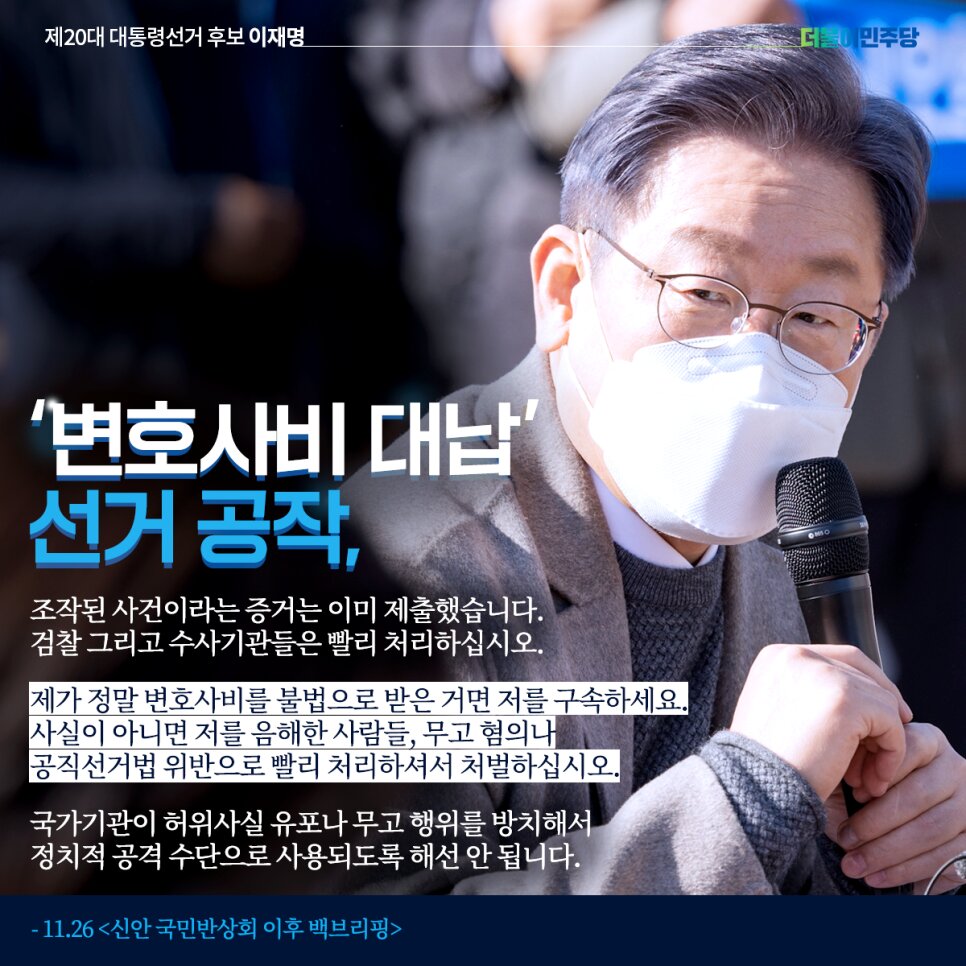 제20대 대통령선거 후보 이재명
더불어민주당
‘변호사비 대납’
선거 공작,
조작된 사건이라는 증거는 이미 제출했습니다.
검찰 그리고 수사기관들은 빨리 처리하십시오.
제가 정말 변호사비를 불법으로 받은 거면 저를 구속하세요.
사실이 아니면 저를 음해한 사람들, 무고 혐의나
공직선거법 위반으로 빨리 처리하셔서 처벌하십시오.
국가기관이 허위사실 유포나 무고 행위를 방치해서
정치적 공격 수단으로 사용되도록 해선 안 됩니다.
- 11.26 <신안 국민반상회 이후 백브리핑>